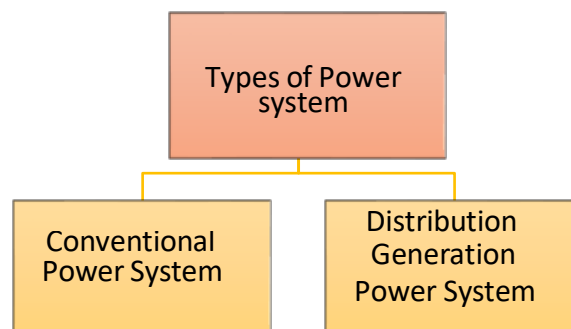 Types of Power
system
Conventional
Power System
Distribution
Generation
Power System